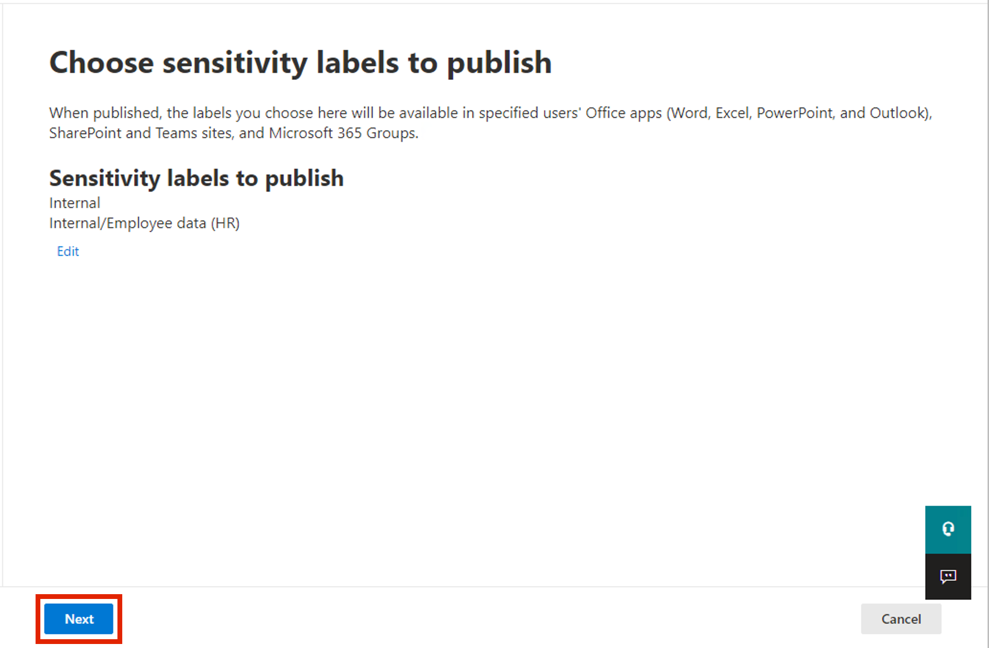 Choose sensitivity labels to publish
When published, the labels you choose here will be available in specified users' Office apps (Word, Excel, PowerPoint, and Outlook),
SharePoint and Teams sites, and Microsoft 365 Groups.
Sensitivity labels to publish
Internal
Internal/Employee data (HR)
Edit
Next
Cancel